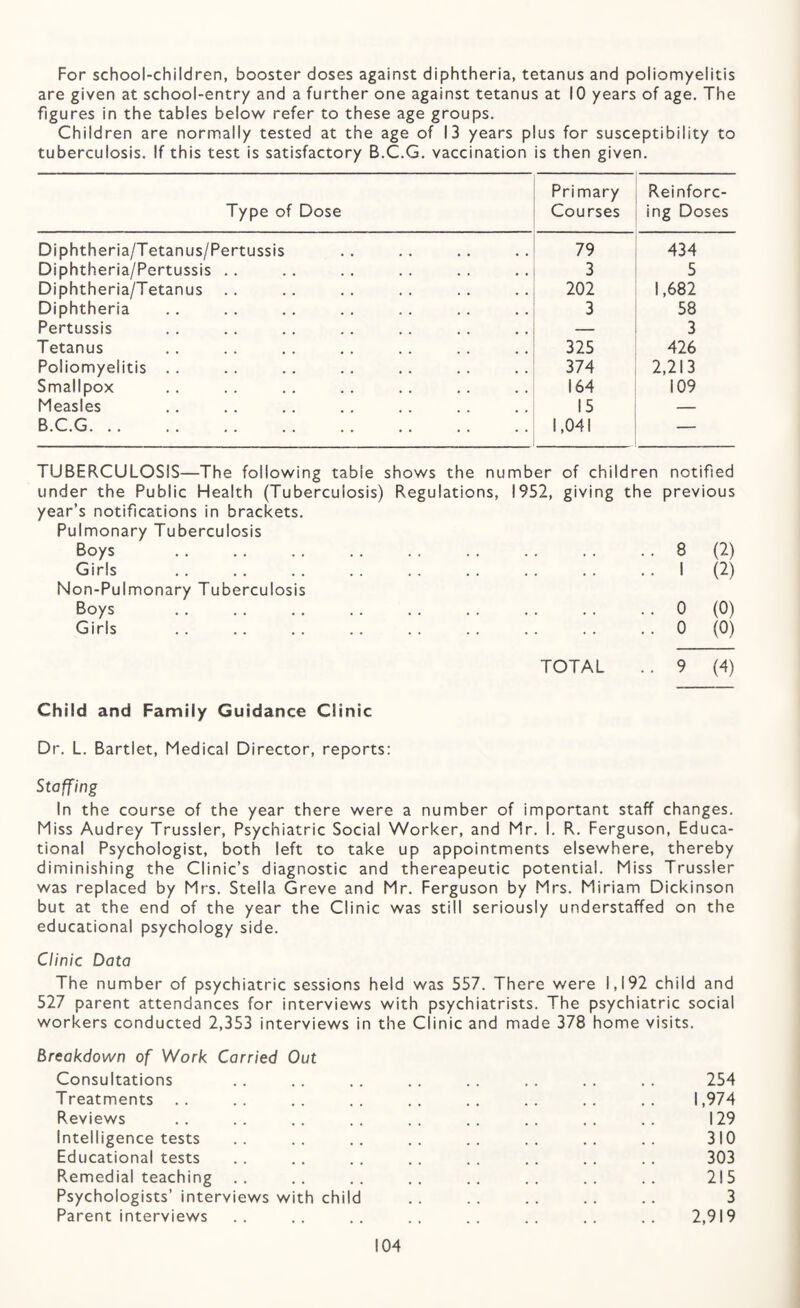 For school-children, booster doses against diphtheria, tetanus and poliomyelitis
are given at school-entry and a further one against tetanus at 10 years of age. The
figures in the tables below refer to these age groups.
Children are normally tested at the age of 13 years plus for susceptibility to
tuberculosis. If this test is satisfactory B.C.G. vaccination is then given.
Type of Dose | Primary Courses | Reinforc-ing Doses
Diphtheria/Tetanus/Pertussis .. .. .. .. 79 434
Diphtheria/Pertussis .. .. .. .. .. .. 3 5
Diphtheria/Tetanus .. .. .. .. .. .. 202 1,682
Diphtheria .. .. .. .. .. .. .. 3 58
Pertussis .. .. .. .. .. .. .. — 3
Tetanus .. .. .. .. .. .. .. 325 426
Poliomyelitis .. .. .. .. .. .. .. 374 2,213
Smallpox .. .. .. .. .. .. .. 164 109
Measles .. .. .. .. .. .. .. 15 —
B.C.G. .. .. .. .. .. .. .. .. 1,041 —
TUBERCULOSIS—The following table shows the number of children notified
under the Public Health (Tuberculosis) Regulations, 1952, giving the previous
year's notifications in brackets.
Pulmonary Tuberculosis
Boys .. .. .. .. .. .. .. .. .. 8 (2)
Girls .. .. .. .. .. .. .. .. .. 1 (2)
Non-Pulmonary Tuberculosis
Boys .. .. .. .. .. .. .. .. .. 0 (0)
Girls .. .. .. .. .. .. .. .. .. 0 (0)
TOTAL .. 9 (4)
Child and Family Guidance Clinic
Dr. L. Bartlet, Medical Director, reports:
Staffing
In the course of the year there were a number of important staff changes.
Miss Audrey Trussler, Psychiatric Social Worker, and Mr. I. R. Ferguson, Educa-
tional Psychologist, both left to take up appointments elsewhere, thereby
diminishing the Clinic's diagnostic and thereapeutic potential. Miss Trussler
was replaced by Mrs. Stella Greve and Mr. Ferguson by Mrs. Miriam Dickinson
but at the end of the year the Clinic was still seriously understaffed on the
educational psychology side.
Clinic Data
The number of psychiatric sessions held was 557. There were 1,192 child and
527 parent attendances for interviews with psychiatrists. The psychiatric social
workers conducted 2,353 interviews in the Clinic and made 378 home visits.
Breakdown of Work Carried Out
Consultations .. .. .. .. .. .. .. .. 254
Treatments .. .. .. .. .. .. .. .. .. 1,974
Reviews .. .. .. .. .. .. .. .. .. 129
Intelligence tests .. .. .. .. .. .. .. .. 310
Educational tests .. .. .. .. .. .. .. .. 303
Remedial teaching .. .. .. .. .. .. .. .. 215
Psychologists' interviews with child .. .. .. .. .. 3
Parent interviews .. .. .. .. .. .. .. .. 2,919
104